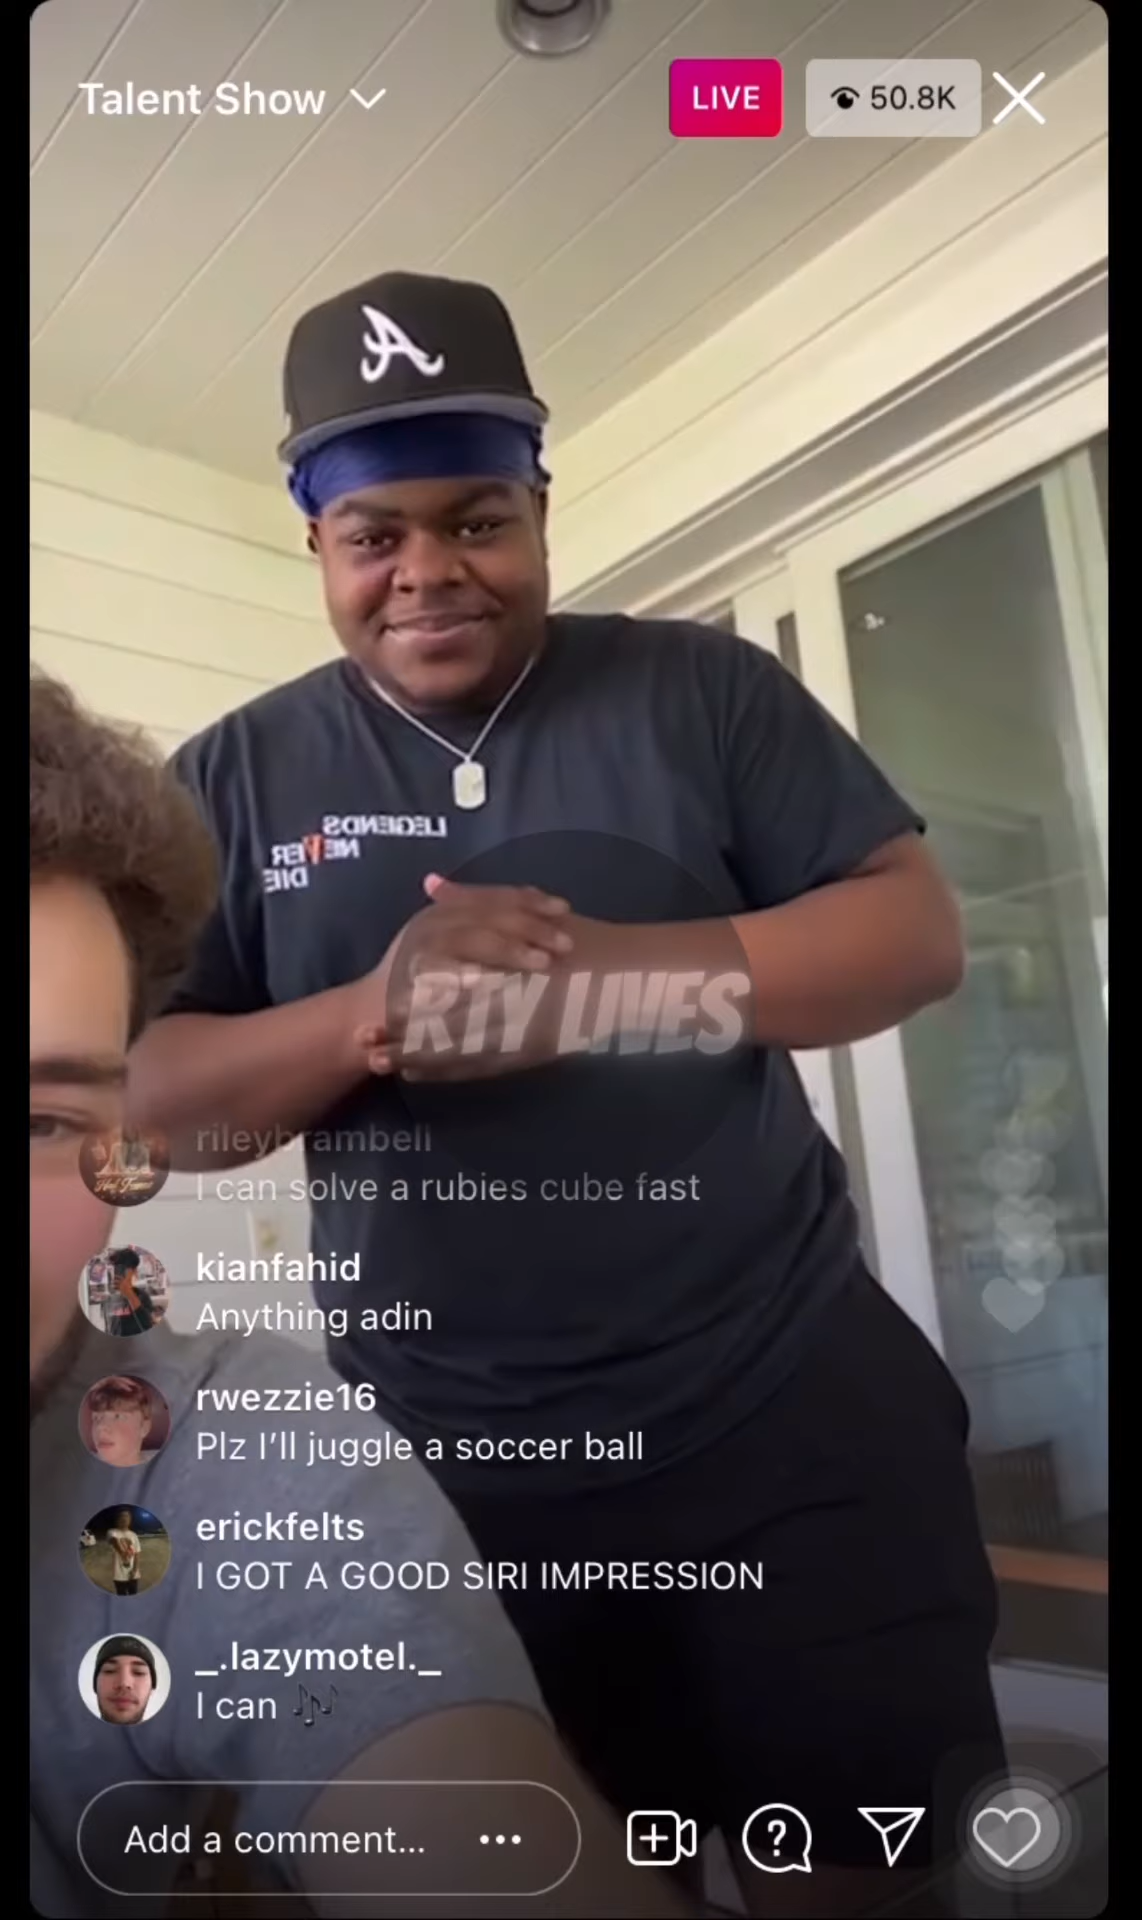 Talent Show
LIVE
50.8K
A
LEGENDS
NEVER
DIE
RTY LIVES
rileybrambell
I can solve a rubies cube fast
kianfahid
Anything adin
rwezzie16
Plz I’ll juggle a soccer ball
erickfelts
I GOT A GOOD SIRI IMPRESSION
_.lazymotel._
I can 🎶
Add a comment...